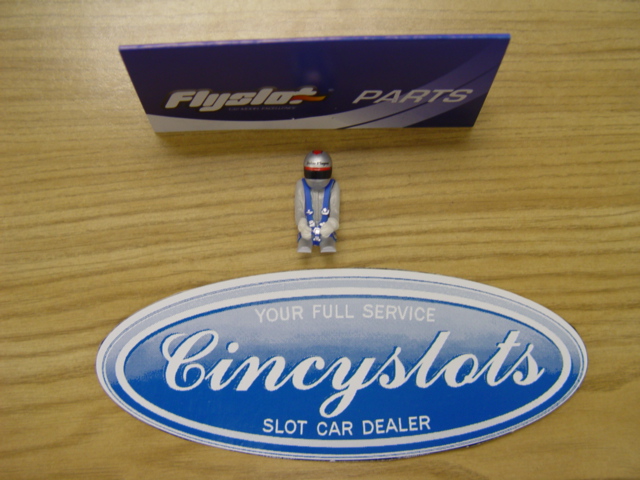 Flyslot PARTS
YOUR FULL SERVICE
Cincyslots
SLOT CAR DEALER